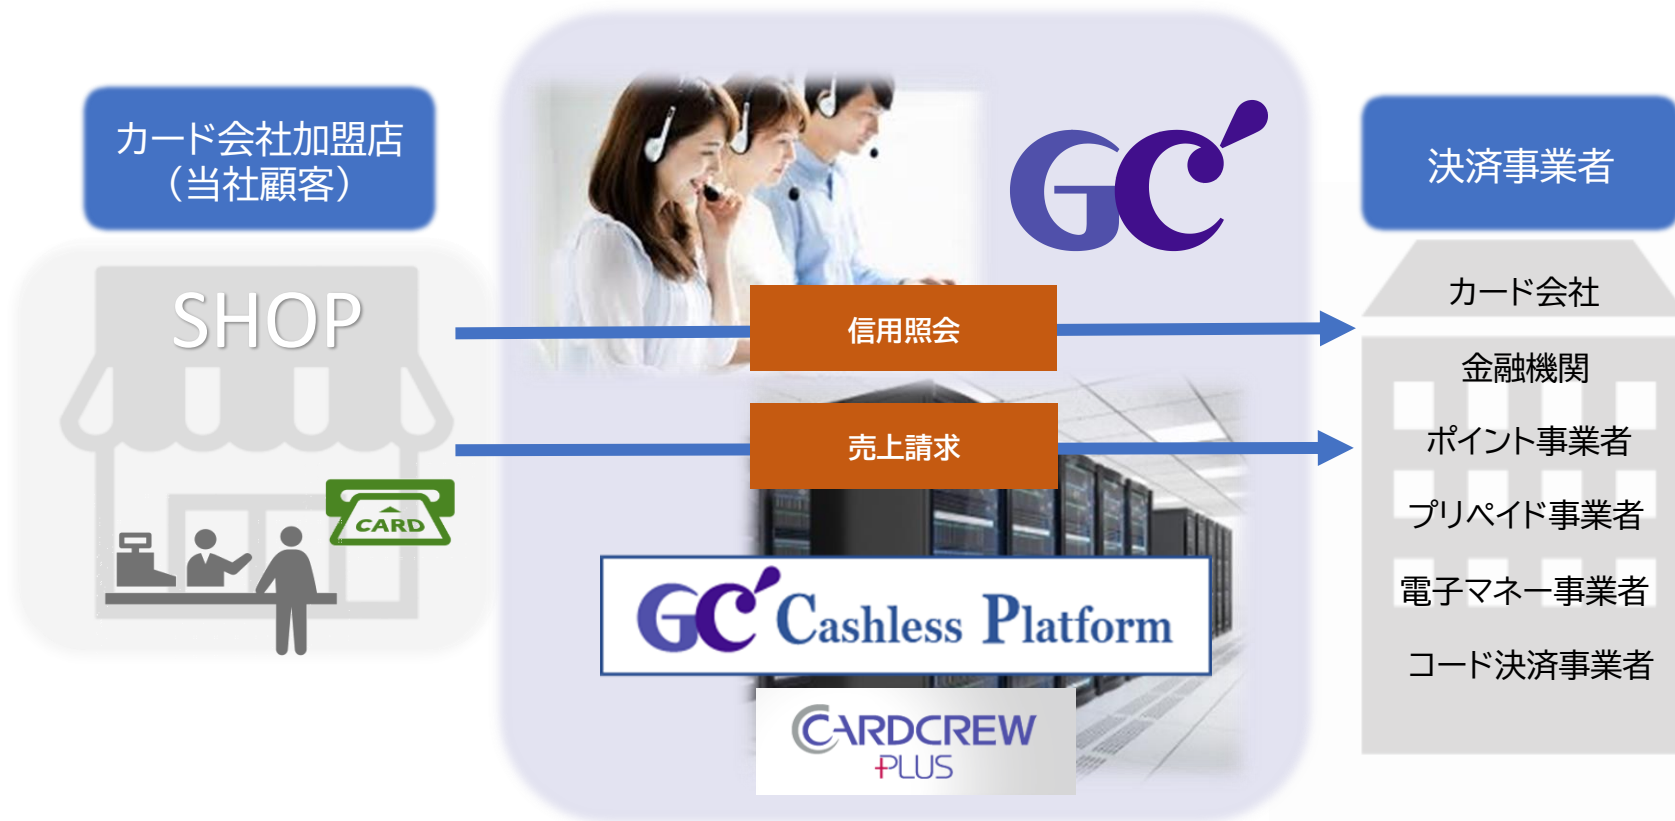 カード会社加盟店
（当社顧客）
SHOP
CARD
GC'
信用照会
売上請求
GC' Cashless Platform
CARDCREW
PLUS
決済事業者
カード会社
金融機関
ポイント事業者
プリペイド事業者
電子マネー事業者
コード決済事業者